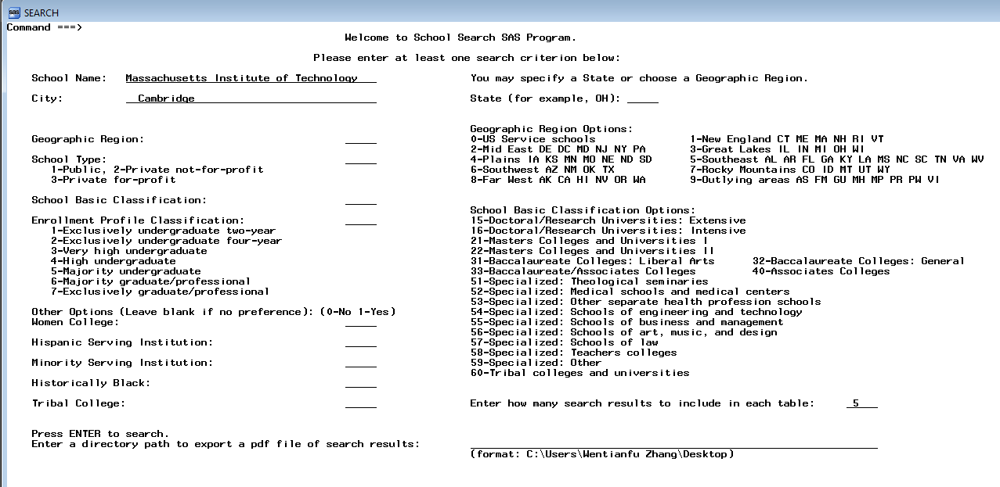 sas SEARCH
Command ===>
Welcome to School Search SAS Program.
Please enter at least one search criterion below:
School Name: Massachusetts Institute of Technology
You may specify a State or choose a Geographic Region.
City: Cambridge
State (for example, OH):
Geographic Region Options:
Geographic Region:
0-US Service schools 1-New England CT ME MA NH RI VT
2-Mid East DE DC MD NJ NY PA 3-Great Lakes IL IN MI OH WI
School Type:
4-Plains IA KS MN MO NE ND SD 5-Southeast AL AR FL GA KY LA MS NC SC TN VA WV
1-Public, 2-Private not-for-profit
6-Southwest AZ NM OK TX 7-Rocky Mountains CO ID MT UT WY
3-Private for-profit
8-Far West AK CA HI NV OR WA 9-Outlying areas AS FM GU MH MP PR PW VI
School Basic Classification:
School Basic Classification Options:
Enrollment Profile Classification:
15-Doctoral/Research Universities: Extensive
1-Exclusively undergraduate two-year
16-Doctoral/Research Universities: Intensive
2-Exclusively undergraduate four-year
21-Masters Colleges and Universities I
3-Very high undergraduate
22-Masters Colleges and Universities II
4-High undergraduate
31-Baccalaureate Colleges: Liberal Arts 32-Baccalaureate Colleges: General
5-Majority undergraduate
33-Baccalaureate/Associates Colleges 40-Associates Colleges
6-Majority graduate/professional
51-Specialized: Theological seminaries
7-Exclusively graduate/professional
52-Specialized: Medical schools and medical centers
53-Specialized: Other separate health profession schools
Other Options (Leave blank if no preference): (0-No 1-Yes)
54-Specialized: Schools of engineering and technology
Women College:
55-Specialized: Schools of business and management
56-Specialized: Schools of art, music, and design
Hispanic Serving Institution:
57-Specialized: Schools of law
58-Specialized: Teachers colleges
Minority Serving Institution:
59-Specialized: Other
60-Tribal colleges and universities
Historically Black:
Tribal College:
Enter how many search results to include in each table: 5
Press ENTER to search.
Enter a directory path to export a pdf file of search results:
(format: C:\Users\Wentianfu Zhang\Desktop)